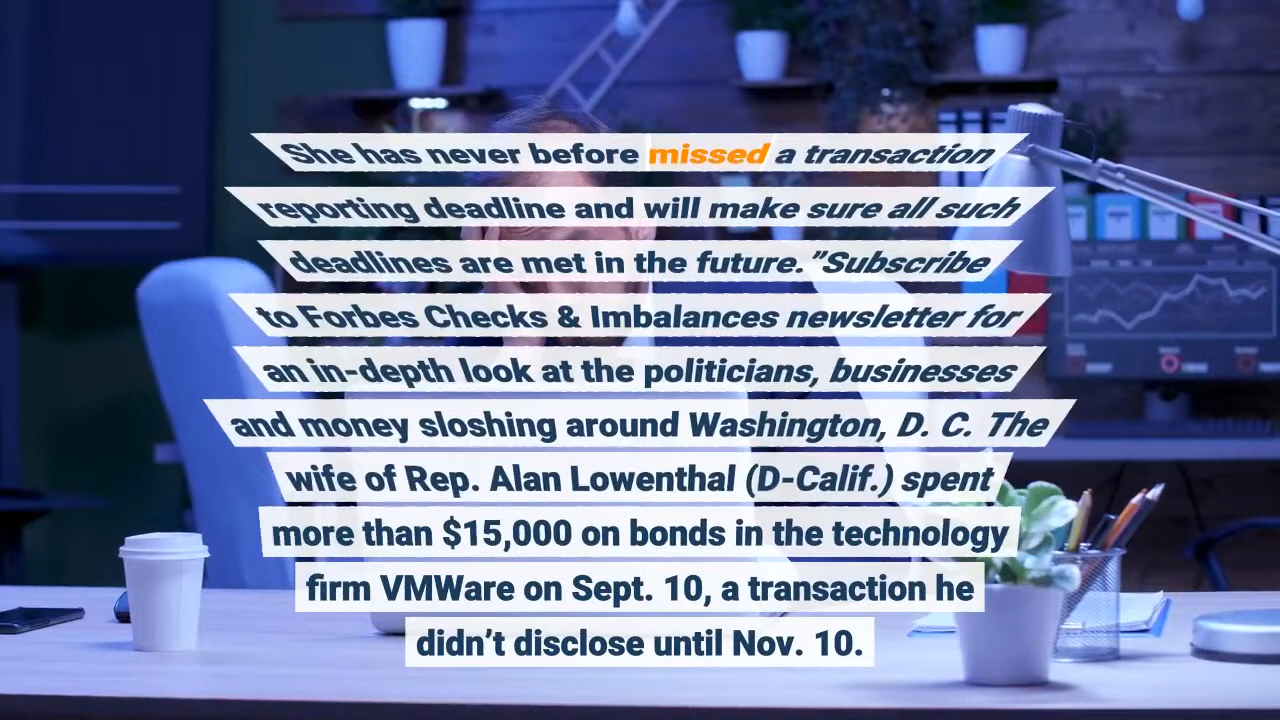 She has never before missed a transaction
reporting deadline and will make sure all such
deadlines are met in the future.”Subscribe
to Forbes Checks & Imbalances newsletter for
an in-depth look at the politicians, businesses
and money sloshing around Washington, D. C. The
wife of Rep. Alan Lowenthal (D-Calif.) spent
more than $15,000 on bonds in the technology
firm VMWare on Sept. 10, a transaction he
didn’t disclose until Nov. 10.